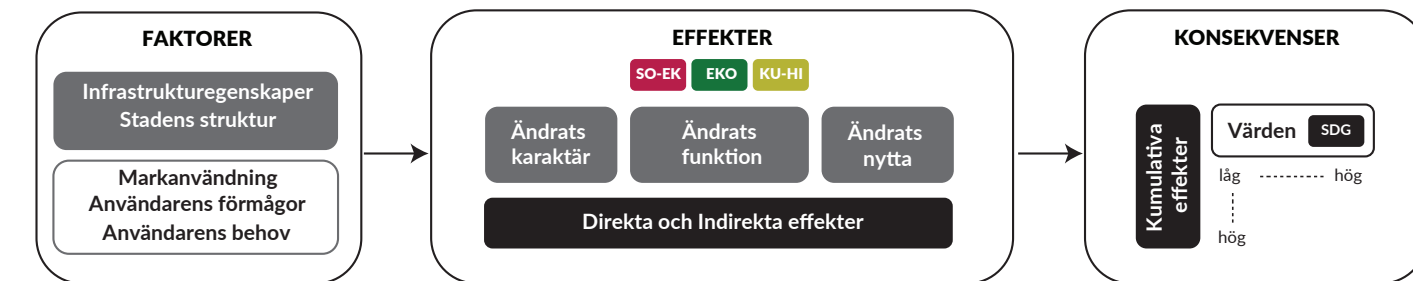 FAKTORER
Infrastrukturegenskaper
Stadens struktur
Markanvändning
Användarens förmågor
Användarens behov
EFFEKTER
SO-EK
EKO
KU-HI
Ändrats
karaktär
Ändrats
funktion
Ändrats
nytta
Direkta och Indirekta effekter
KONSEKVENSER
Kumulativa
effekter
Värden
SDG
låg
hög
hög